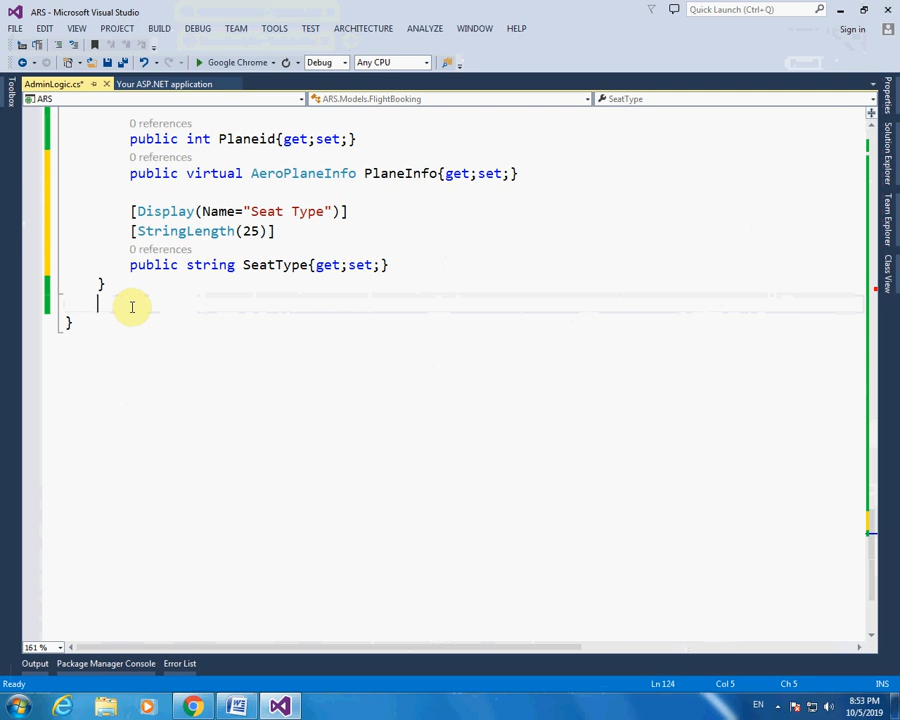 ARS - Microsoft Visual Studio
Quick Launch (Ctrl+Q)
FILE EDIT VIEW PROJECT BUILD DEBUG TEAM TOOLS TEST ARCHITECTURE ANALYZE WINDOW HELP
Sign in
Google Chrome Debug Any CPU
AdminLogic.cs* Your ASP.NET application
ARS ARS.Models.FlightBooking SeatType
Toolbox
Properties
Solution Explorer
Team Explorer
Class View
0 references
public int Planeid{get;set;}
0 references
public virtual AeroPlaneInfo PlaneInfo{get;set;}
[Display(Name="Seat Type")]
[StringLength(25)]
0 references
public string SeatType{get;set;}
}
}
161 %
Output Package Manager Console Error List
Ready Ln 124 Col 5 Ch 5 INS
EN 8:53 PM
10/5/2019